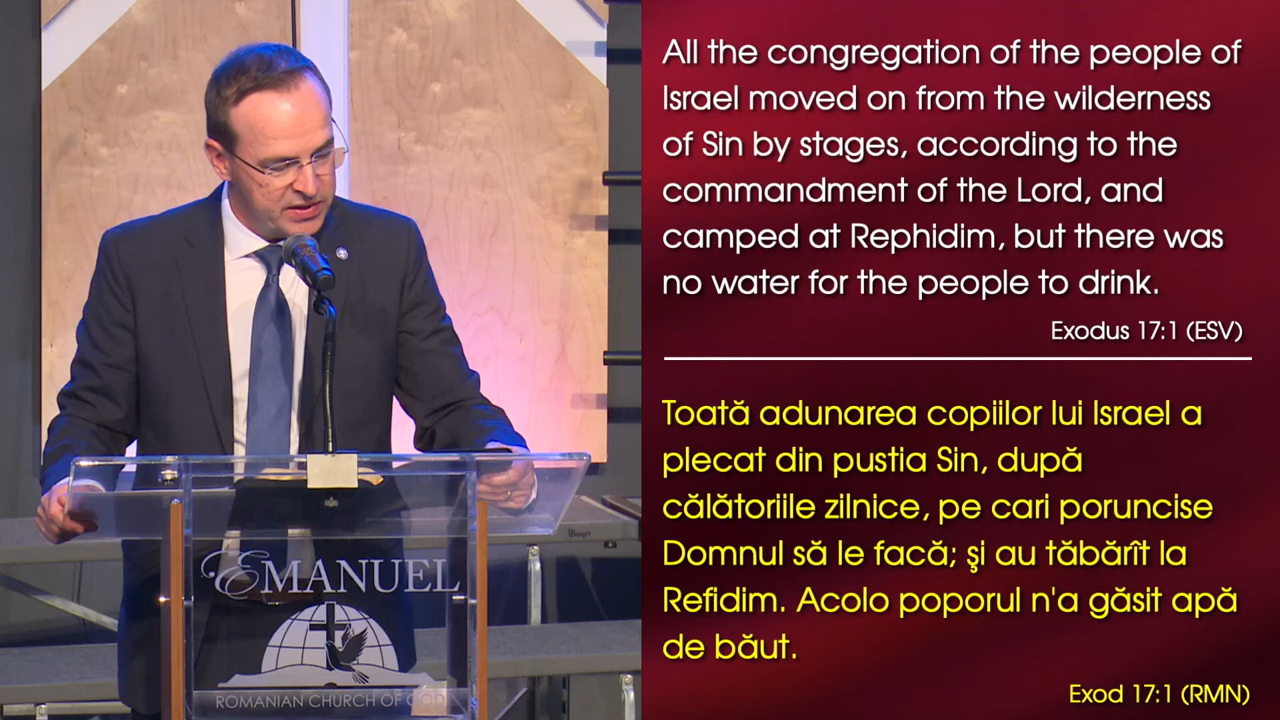 All the congregation of the people of
Israel moved on from the wilderness
of Sin by stages, according to the
commandment of the Lord, and
camped at Rephidim, but there was
no water for the people to drink.
Exodus 17:1 (ESV)
Toată adunarea copiilor lui Israel a
plecat din pustia Sin, după
călătoriile zilnice, pe cari poruncise
Domnul să le facă; şi au tăbărît la
Refidim. Acolo poporul n'a găsit apă
de băut.
Exod 17:1 (RMN)
EMANUEL
ROMANIAN CHURCH OF GOD
Wenger